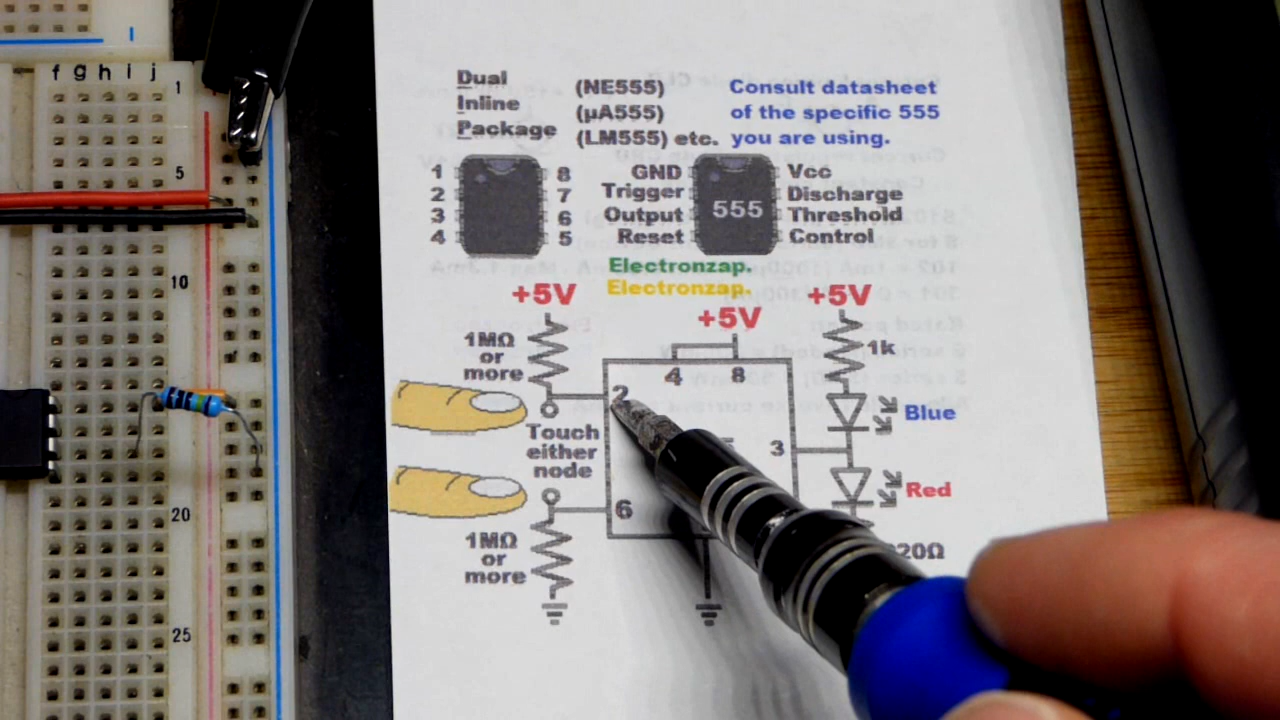 f g h i j
1
5
10
20
25
Dual
Inline
Package
(NE555)
(µA555)
(LM555) etc.
Consult datasheet
of the specific 555
you are using.
1 8
2 7
3 6
4 5
GND Vcc
Trigger Discharge
Output 555 Threshold
Reset Control
Electronzap.
Electronzap.
+5V
+5V
+5V
1MΩ
or
more
1k
4 8
2
Blue
Touch
either
node
3
Red
6
1MΩ
or
more
20Ω